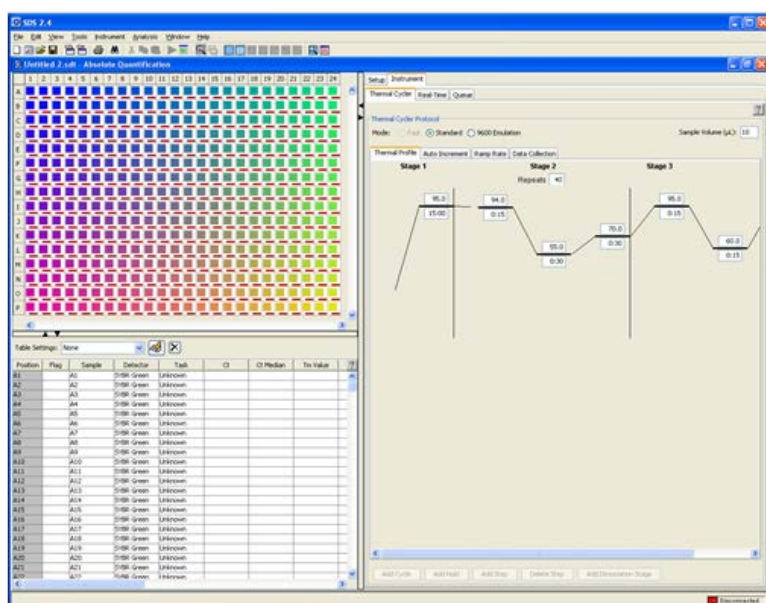 SDS 2.4
File Edit View Tools Instrument Analysis Window Help
Untitled 2.sdt - Absolute Quantification
1 2 3 4 5 6 7 8 9 10 11 12 13 14 15 16 17 18 19 20 21 22 23 24
A
B
C
D
E
F
G
H
I
J
K
L
M
N
O
P
Table Settings: None
Position Flag Sample Detector Task Ct Ct Median Tm Value
A1 A1 SYBR Green Unknown
A2 A2 SYBR Green Unknown
A3 A3 SYBR Green Unknown
A4 A4 SYBR Green Unknown
A5 A5 SYBR Green Unknown
A6 A6 SYBR Green Unknown
A7 A7 SYBR Green Unknown
A8 A8 SYBR Green Unknown
A9 A9 SYBR Green Unknown
A10 A10 SYBR Green Unknown
A11 A11 SYBR Green Unknown
A12 A12 SYBR Green Unknown
A13 A13 SYBR Green Unknown
A14 A14 SYBR Green Unknown
A15 A15 SYBR Green Unknown
A16 A16 SYBR Green Unknown
A17 A17 SYBR Green Unknown
A18 A18 SYBR Green Unknown
A19 A19 SYBR Green Unknown
A20 A20 SYBR Green Unknown
A21 A21 SYBR Green Unknown
A22 A22 SYBR Green Unknown
Setup Instrument
Thermal Cycler Real-Time Queue
Thermal Cycler Protocol
Mode: Fast Standard 9600 Emulation Sample Volume (µL): 10
Thermal Profile Auto Increment Ramp Rate Data Collection
Stage 1 Stage 2 Stage 3
Repeats 40
95.0 94.0 95.0
15:00 0:15 0:15
70.0
0:30
55.0 60.0
0:30 0:15
Add Cycle Add Hold Add Step Delete Step Add Dissociation Stage
Disconnected